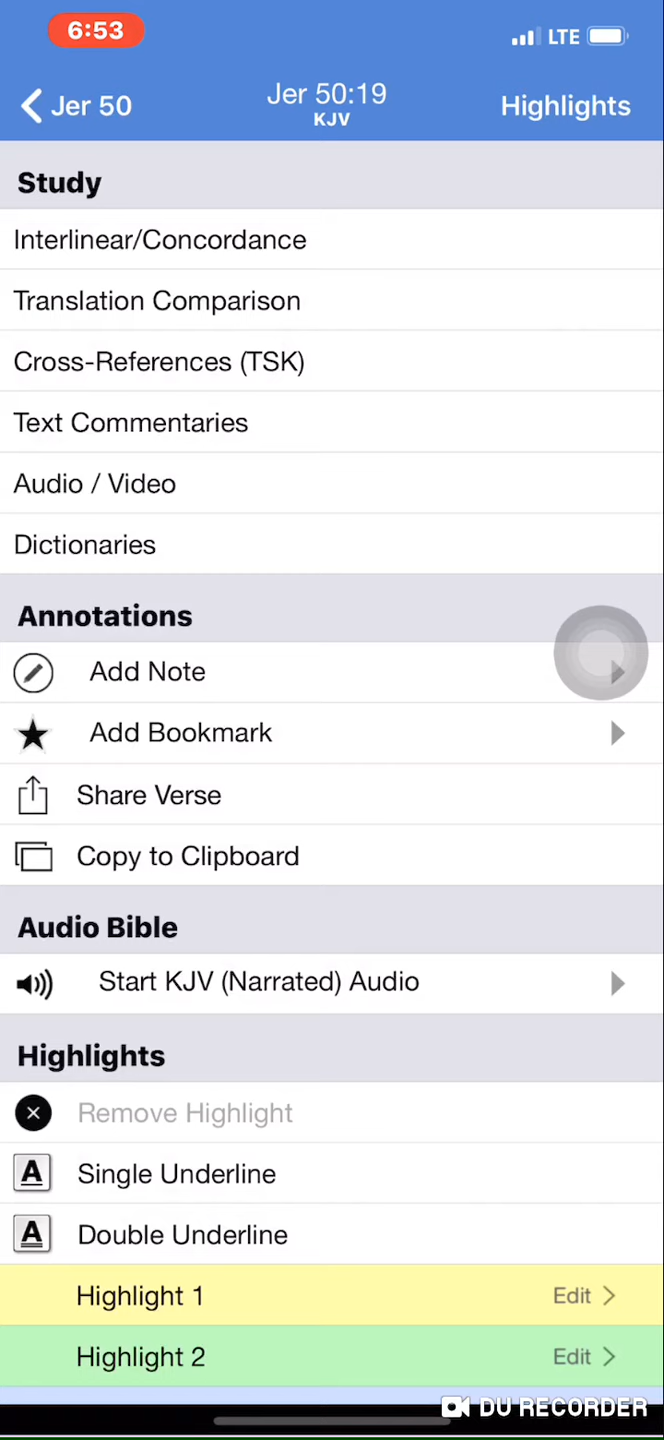 6:53
LTE
Jer 50
Jer 50:19
KJV
Highlights
Study
Interlinear/Concordance
Translation Comparison
Cross-References (TSK)
Text Commentaries
Audio / Video
Dictionaries
Annotations
Add Note
Add Bookmark
Share Verse
Copy to Clipboard
Audio Bible
Start KJV (Narrated) Audio
Highlights
Remove Highlight
A Single Underline
A Double Underline
Highlight 1 Edit
Highlight 2 Edit
DU RECORDER